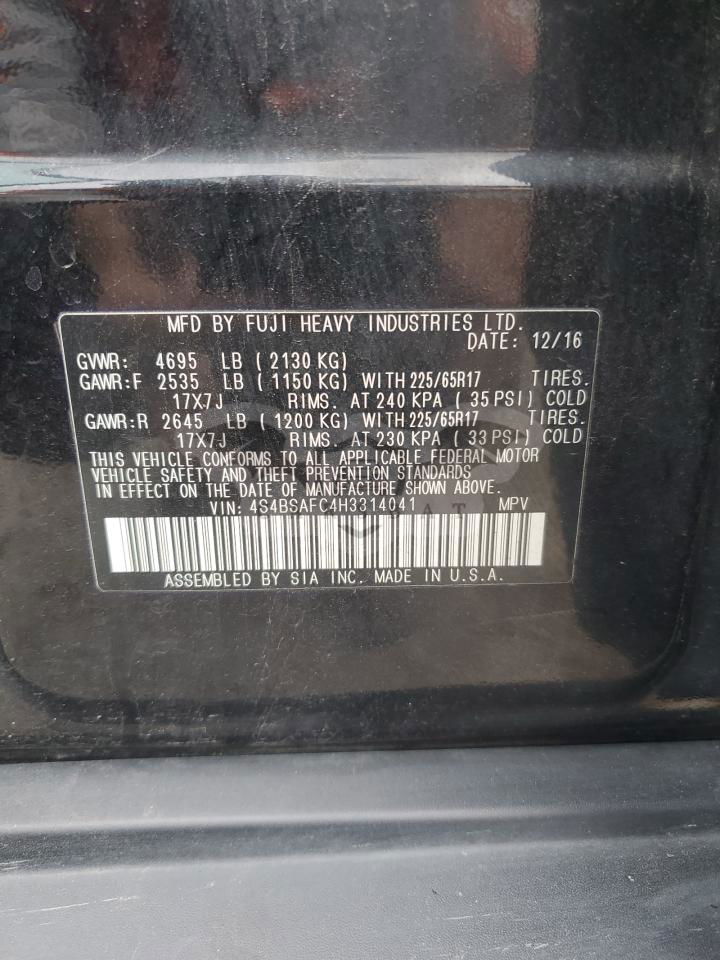 MFD BY FUJI HEAVY INDUSTRIES LTD.
DATE: 12/16
GVWR: 4695 LB ( 2130 KG)
GAWR:F 2535 LB ( 1150 KG) WITH 225/65R17 TIRES.
17X7J RIMS. AT 240 KPA ( 35 PSI) COLD
GAWR:R 2645 LB ( 1200 KG) WITH 225/65R17 TIRES.
17X7J RIMS. AT 230 KPA ( 33 PSI) COLD
THIS VEHICLE CONFORMS TO ALL APPLICABLE FEDERAL MOTOR
VEHICLE SAFETY AND THEFT PREVENTION STANDARDS
IN EFFECT ON THE DATE OF MANUFACTURE SHOWN ABOVE.
VIN: 4S4BSAFC4H3314041 MPV
ASSEMBLED BY SIA INC. MADE IN U.S.A.